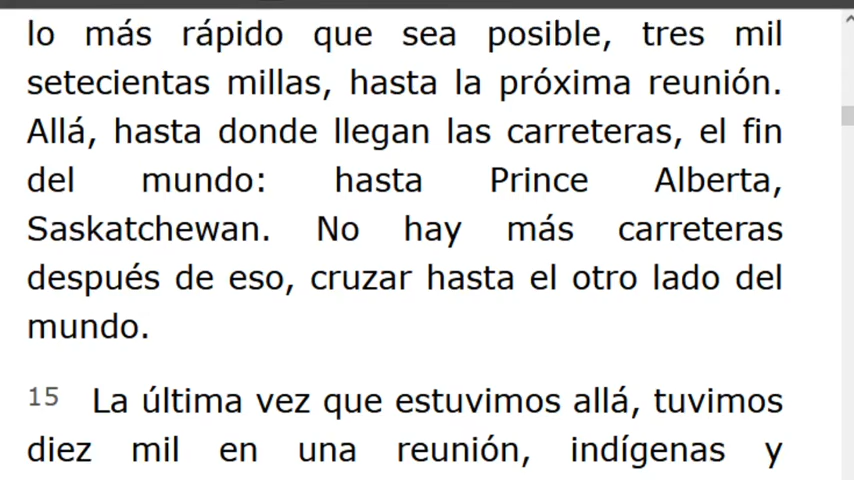 lo más rápido que sea posible, tres mil
setecientas millas, hasta la próxima reunión.
Allá, hasta donde llegan las carreteras, el fin
del mundo: hasta Prince Alberta,
Saskatchewan. No hay más carreteras
después de eso, cruzar hasta el otro lado del
mundo.
15 La última vez que estuvimos allá, tuvimos
diez mil en una reunión, indígenas y